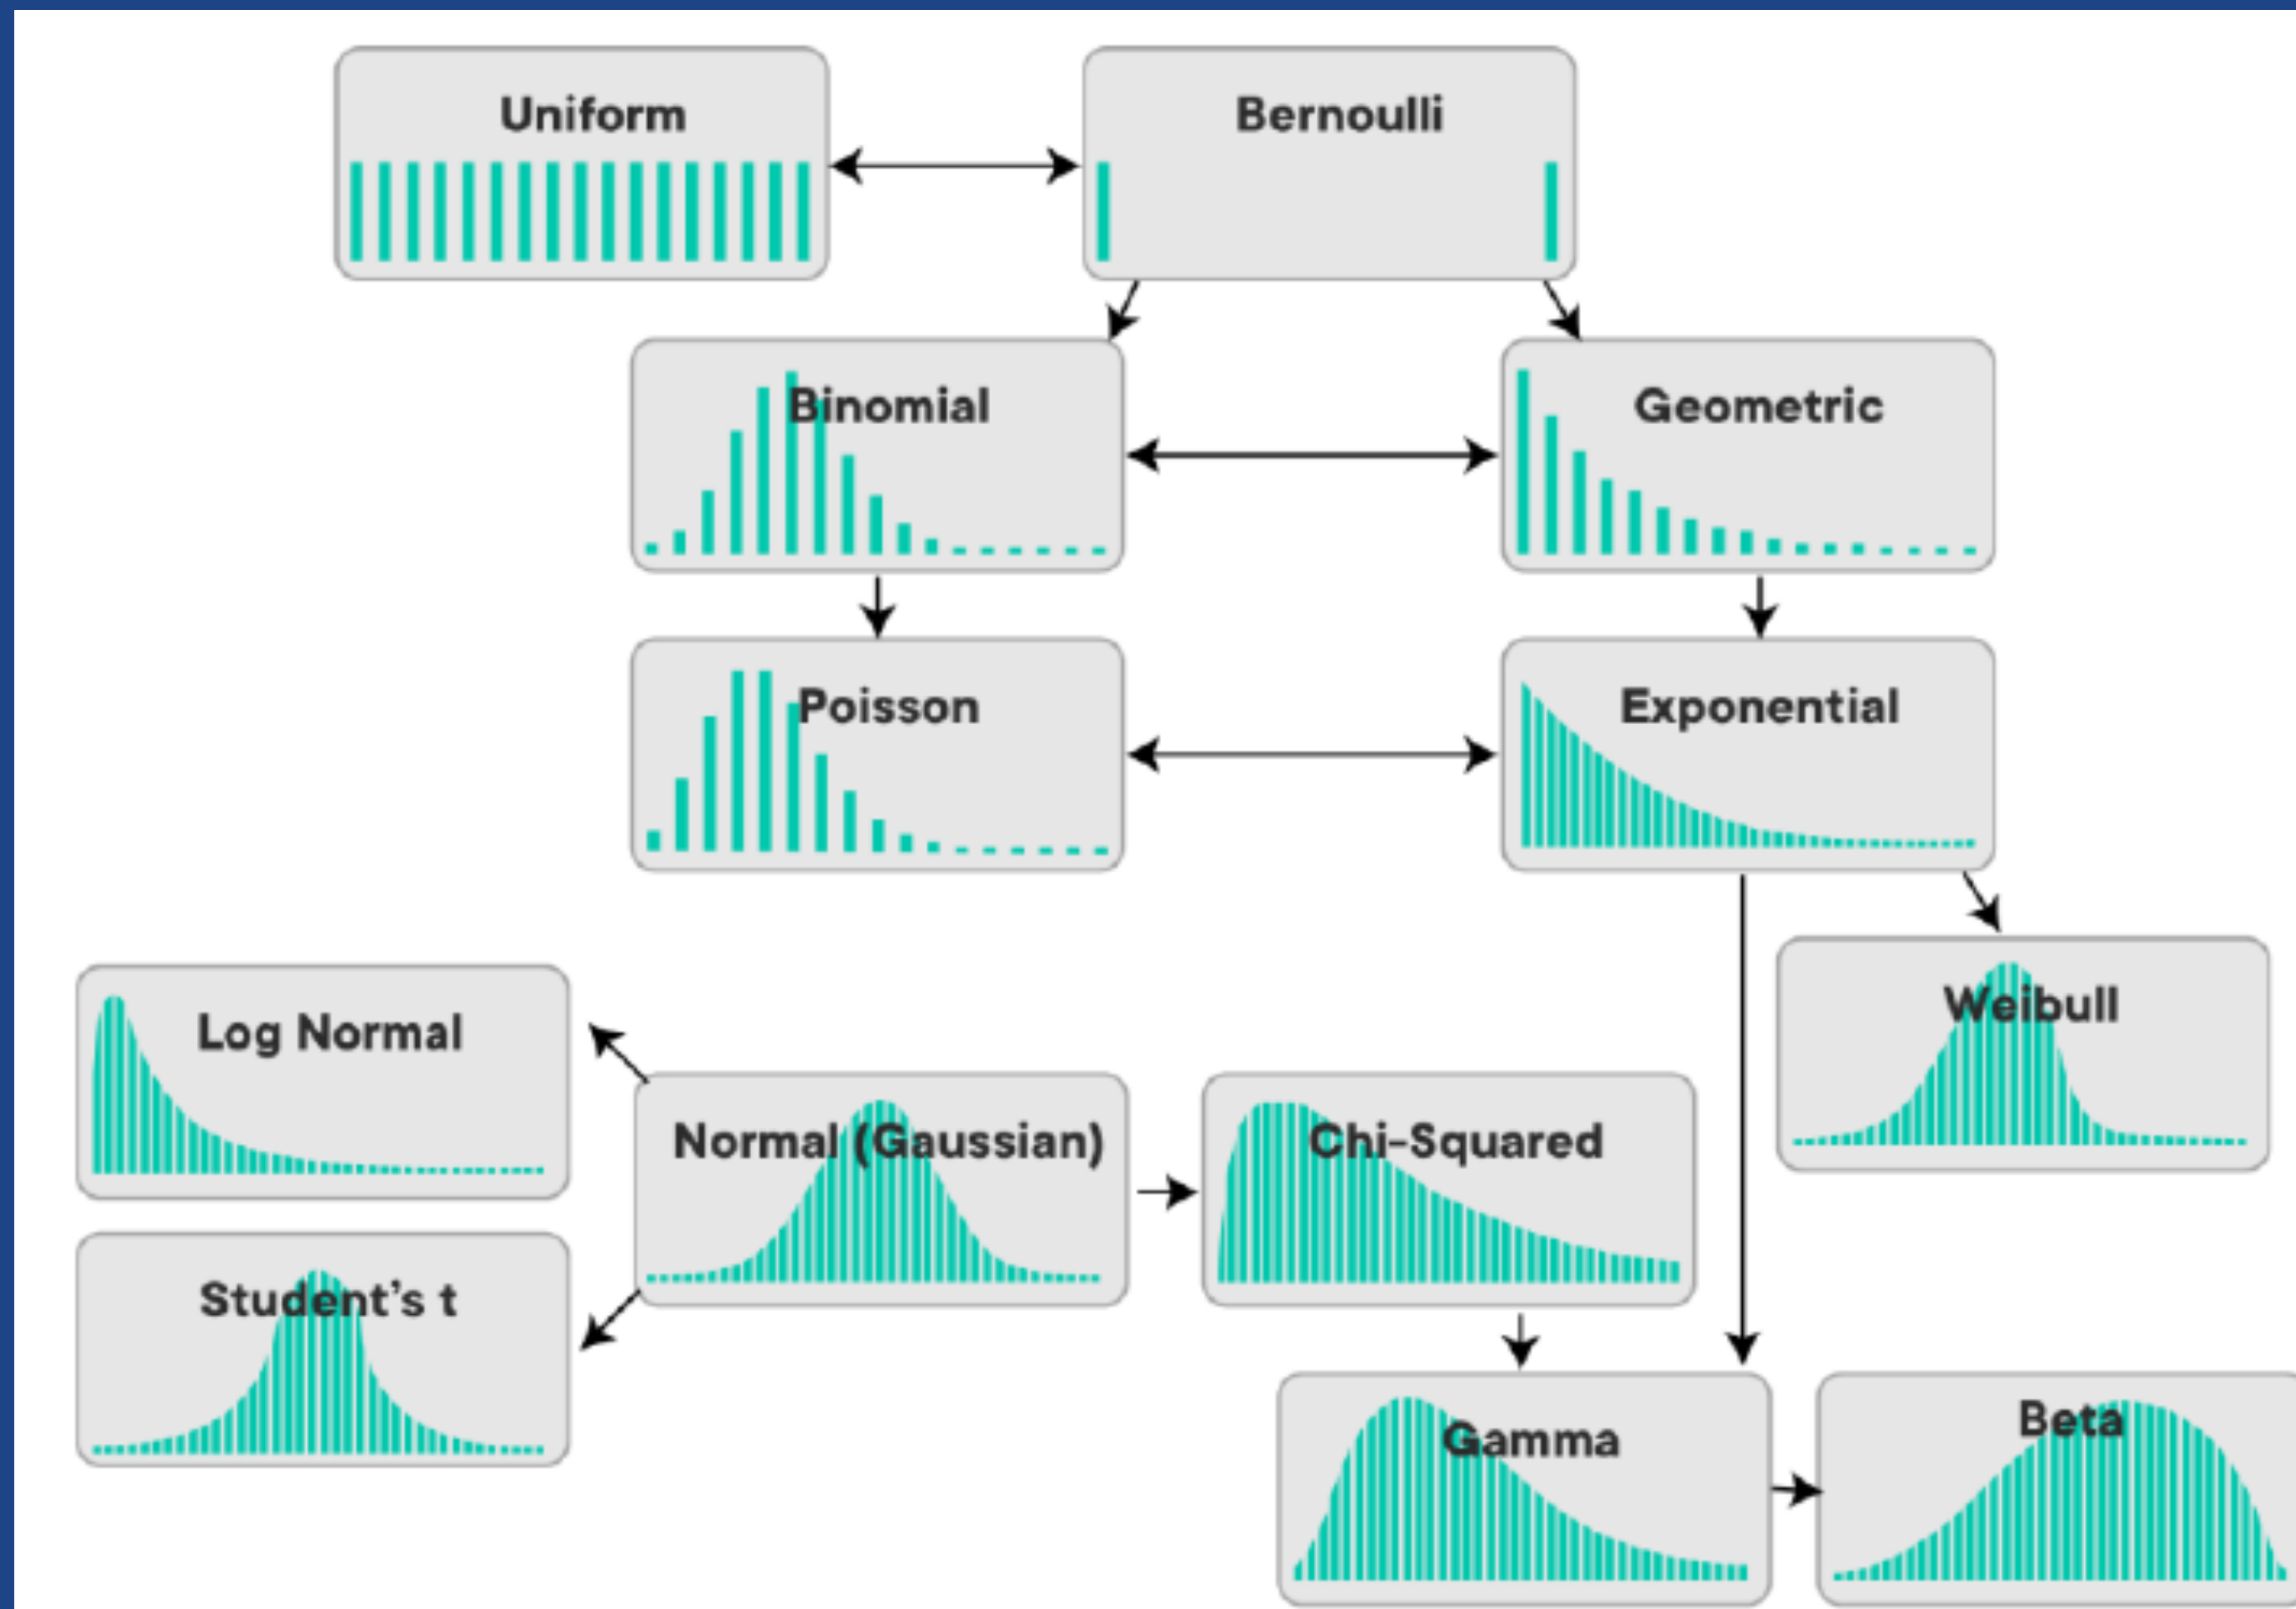 Uniform
Bernoulli
Binomial
Geometric
Poisson
Exponential
Log Normal
Weibull
Normal (Gaussian)
Chi-Squared
Student’s t
Gamma
Beta